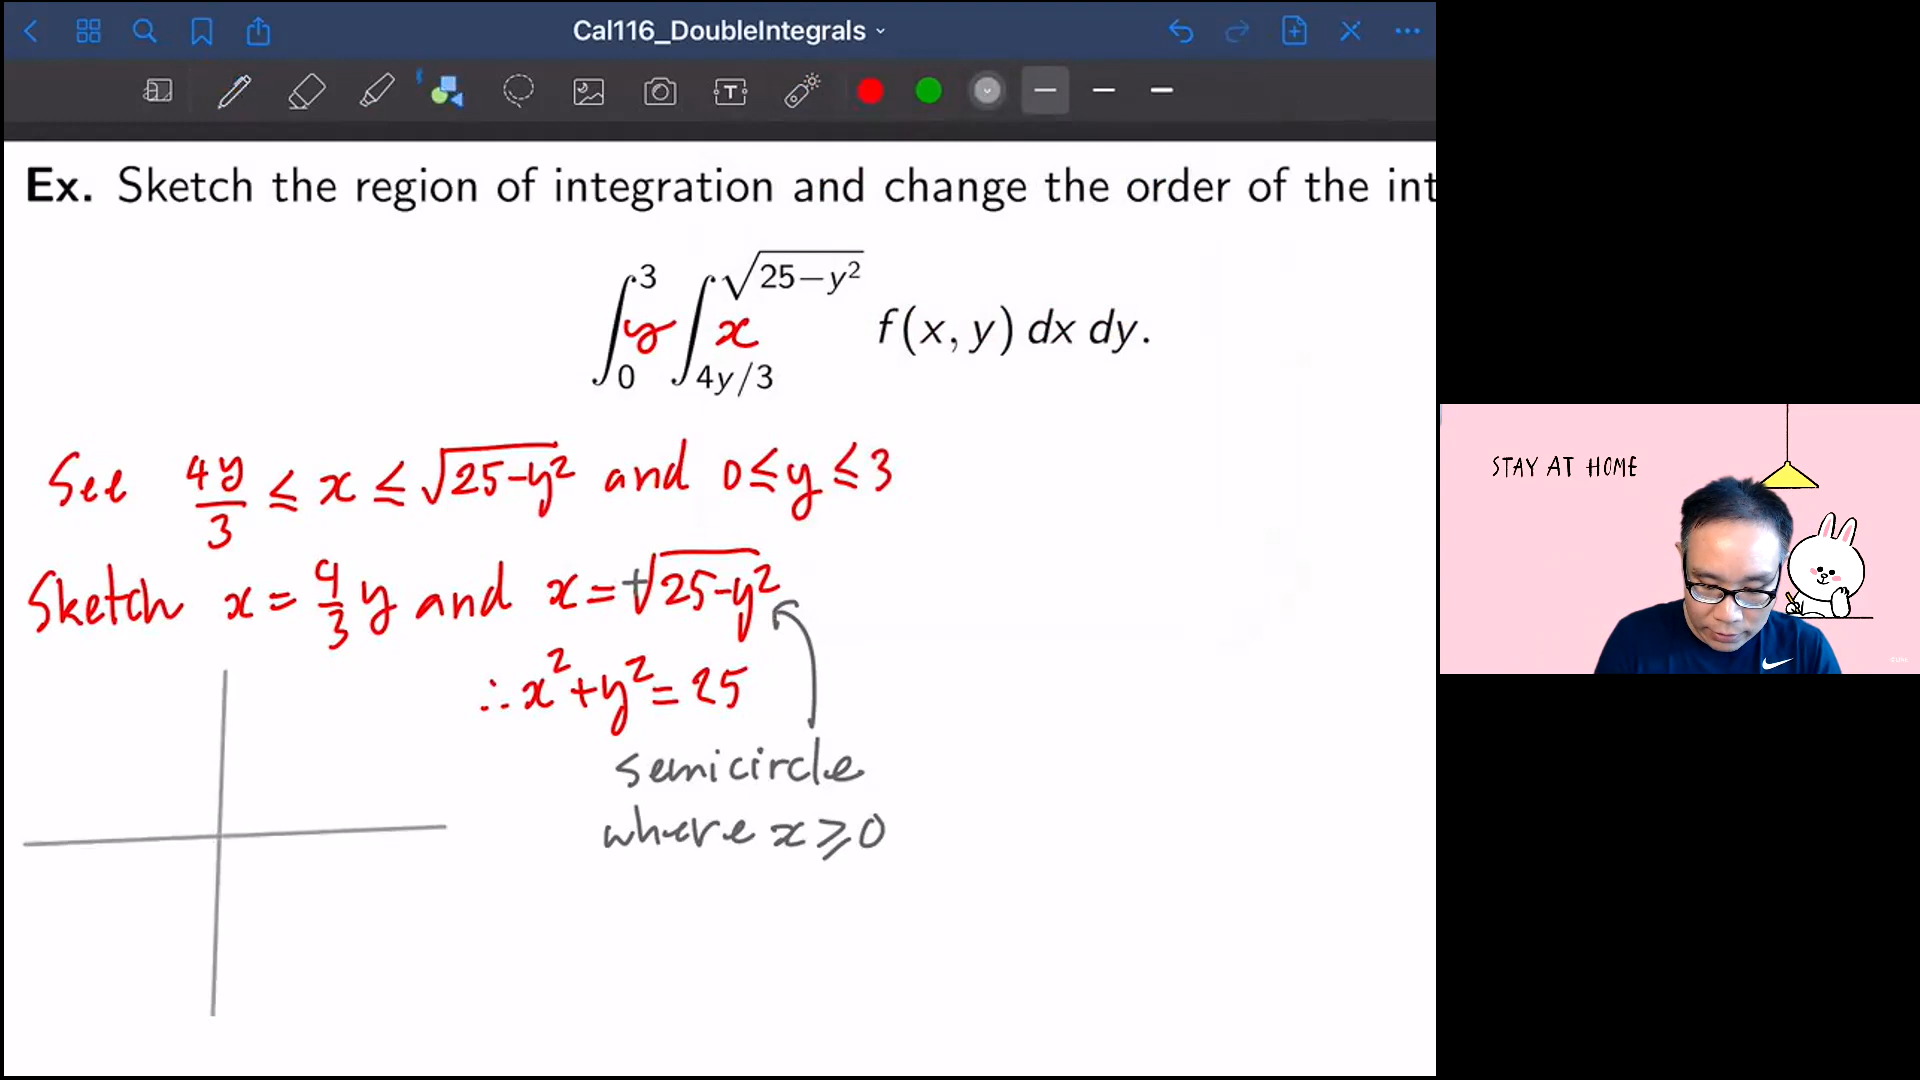 Cal116_DoubleIntegrals
T
Ex. Sketch the region of integration and change the order of the int
∫_0^3 y ∫_{4y/3}^{√(25−y²)} x f(x, y) dx dy.
See 4y/3 ≤ x ≤ √(25−y²) and 0 ≤ y ≤ 3
Sketch x = 4/3 y and x = +√(25−y²)
∴ x² + y² = 25
semicircle
where x ⩾ 0
STAY AT HOME